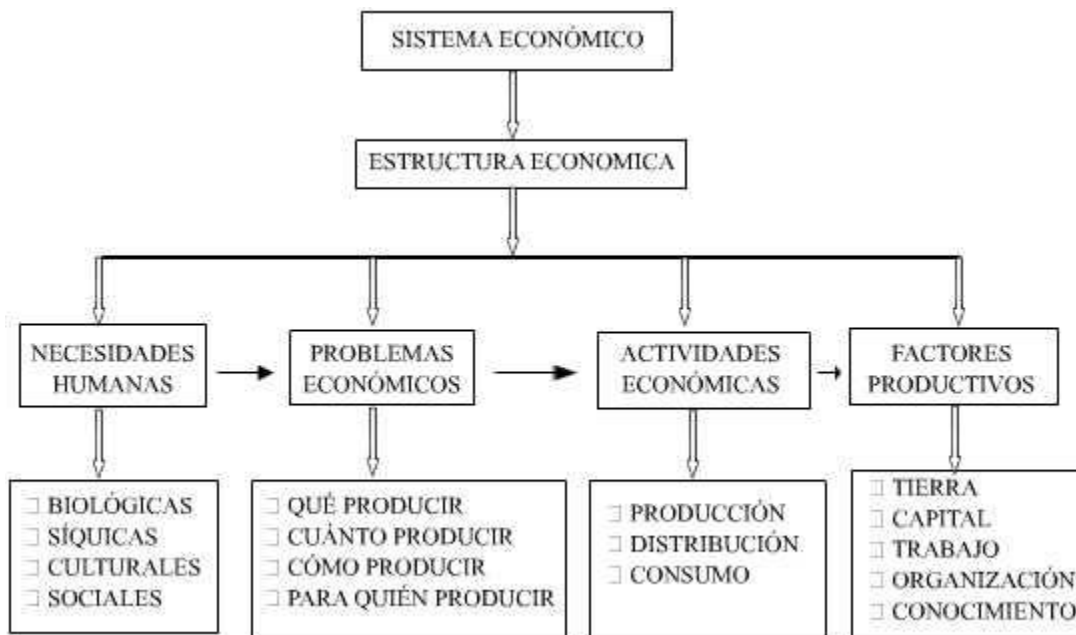 SISTEMA ECONÓMICO
ESTRUCTURA ECONOMICA
NECESIDADES
HUMANAS
PROBLEMAS
ECONÓMICOS
ACTIVIDADES
ECONÓMICAS
FACTORES
PRODUCTIVOS
BIOLÓGICAS
SÍQUICAS
CULTURALES
SOCIALES
QUÉ PRODUCIR
CUÁNTO PRODUCIR
CÓMO PRODUCIR
PARA QUIÉN PRODUCIR
PRODUCCIÓN
DISTRIBUCIÓN
CONSUMO
TIERRA
CAPITAL
TRABAJO
ORGANIZACIÓN
CONOCIMIENTO